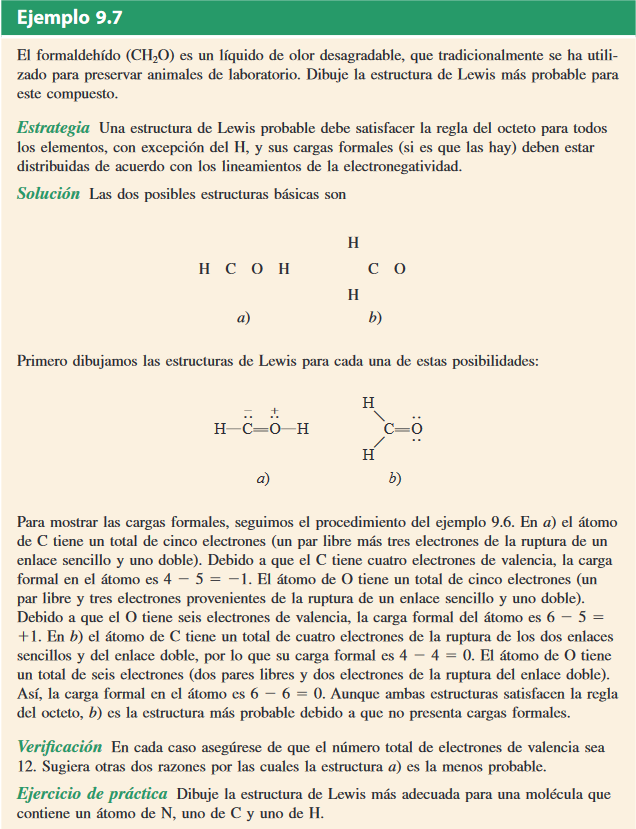 Ejemplo 9.7
El formaldehído (CH₂O) es un líquido de olor desagradable, que tradicionalmente se ha utili-
zado para preservar animales de laboratorio. Dibuje la estructura de Lewis más probable para
este compuesto.
Estrategia Una estructura de Lewis probable debe satisfacer la regla del octeto para todos
los elementos, con excepción del H, y sus cargas formales (si es que las hay) deben estar
distribuidas de acuerdo con los lineamientos de la electronegatividad.
Solución Las dos posibles estructuras básicas son
H
H C O H C O
H
a) b)
Primero dibujamos las estructuras de Lewis para cada una de estas posibilidades:
H
− +
H—C=O—H C=O
H
a) b)
Para mostrar las cargas formales, seguimos el procedimiento del ejemplo 9.6. En a) el átomo
de C tiene un total de cinco electrones (un par libre más tres electrones de la ruptura de un
enlace sencillo y uno doble). Debido a que el C tiene cuatro electrones de valencia, la carga
formal en el átomo es 4 − 5 = −1. El átomo de O tiene un total de cinco electrones (un
par libre y tres electrones provenientes de la ruptura de un enlace sencillo y uno doble).
Debido a que el O tiene seis electrones de valencia, la carga formal del átomo es 6 − 5 =
+1. En b) el átomo de C tiene un total de cuatro electrones de la ruptura de los dos enlaces
sencillos y del enlace doble, por lo que su carga formal es 4 − 4 = 0. El átomo de O tiene
un total de seis electrones (dos pares libres y dos electrones de la ruptura del enlace doble).
Así, la carga formal en el átomo es 6 − 6 = 0. Aunque ambas estructuras satisfacen la regla
del octeto, b) es la estructura más probable debido a que no presenta cargas formales.
Verificación En cada caso asegúrese de que el número total de electrones de valencia sea
12. Sugiera otras dos razones por las cuales la estructura a) es la menos probable.
Ejercicio de práctica Dibuje la estructura de Lewis más adecuada para una molécula que
contiene un átomo de N, uno de C y uno de H.